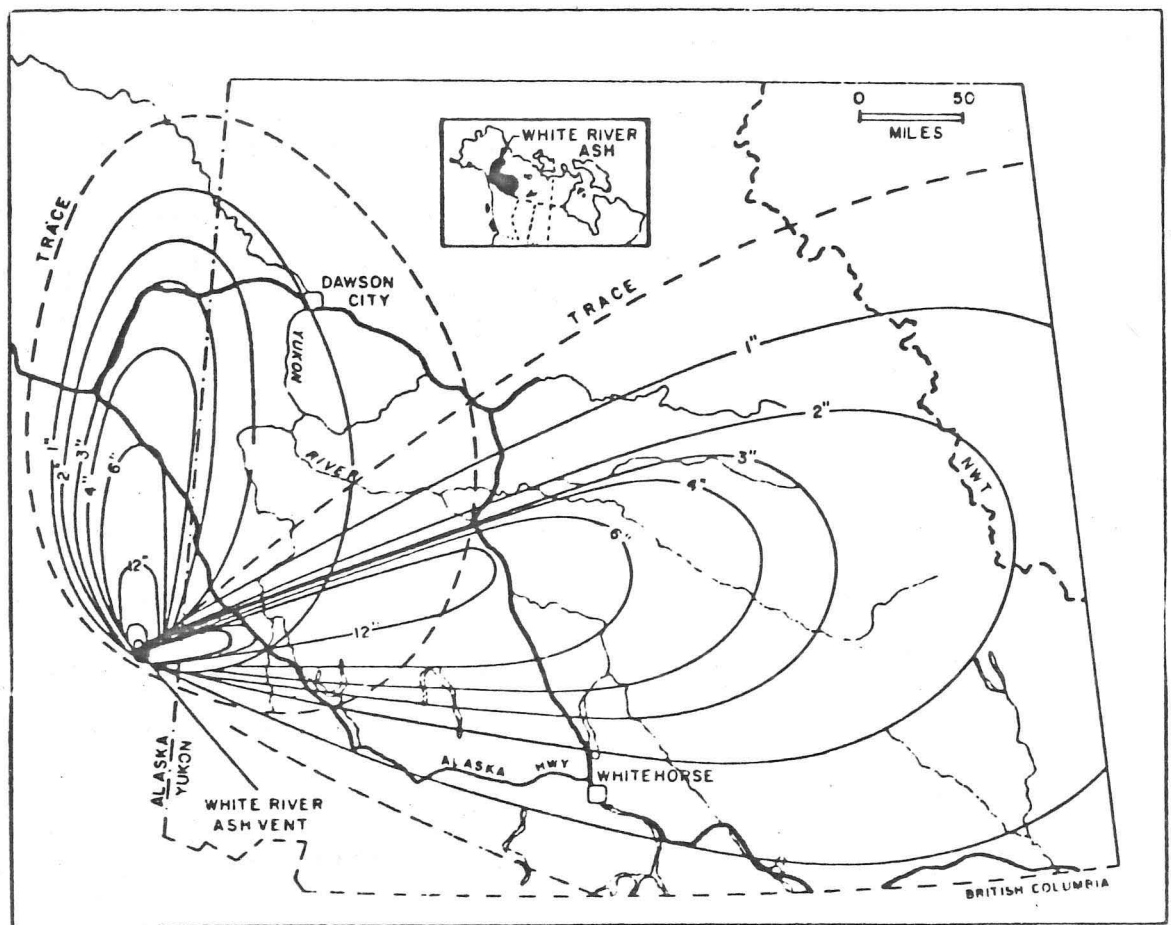 0 50
MILES
WHITE RIVER
ASH
TRACE
TRACE
DAWSON
CITY
YUKON
RIVER
1"
2"
3"
4"
6"
12"
1"
2"
3"
4"
6"
12"
NWT
ALASKA HWY
WHITEHORSE
ALASKA
YUKON
WHITE RIVER
ASH VENT
BRITISH COLUMBIA